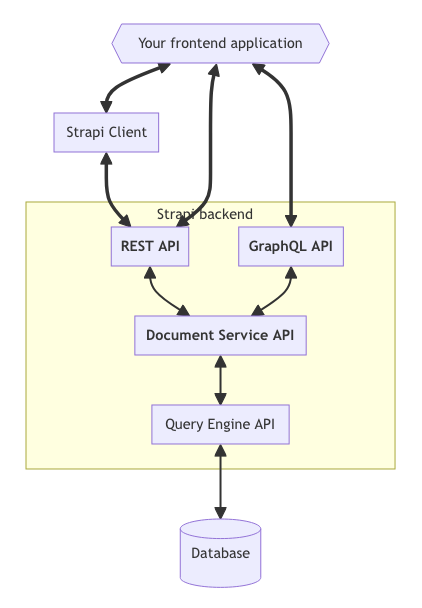 Your frontend application
Strapi Client
Strapi backend
REST API
GraphQL API
Document Service API
Query Engine API
Database